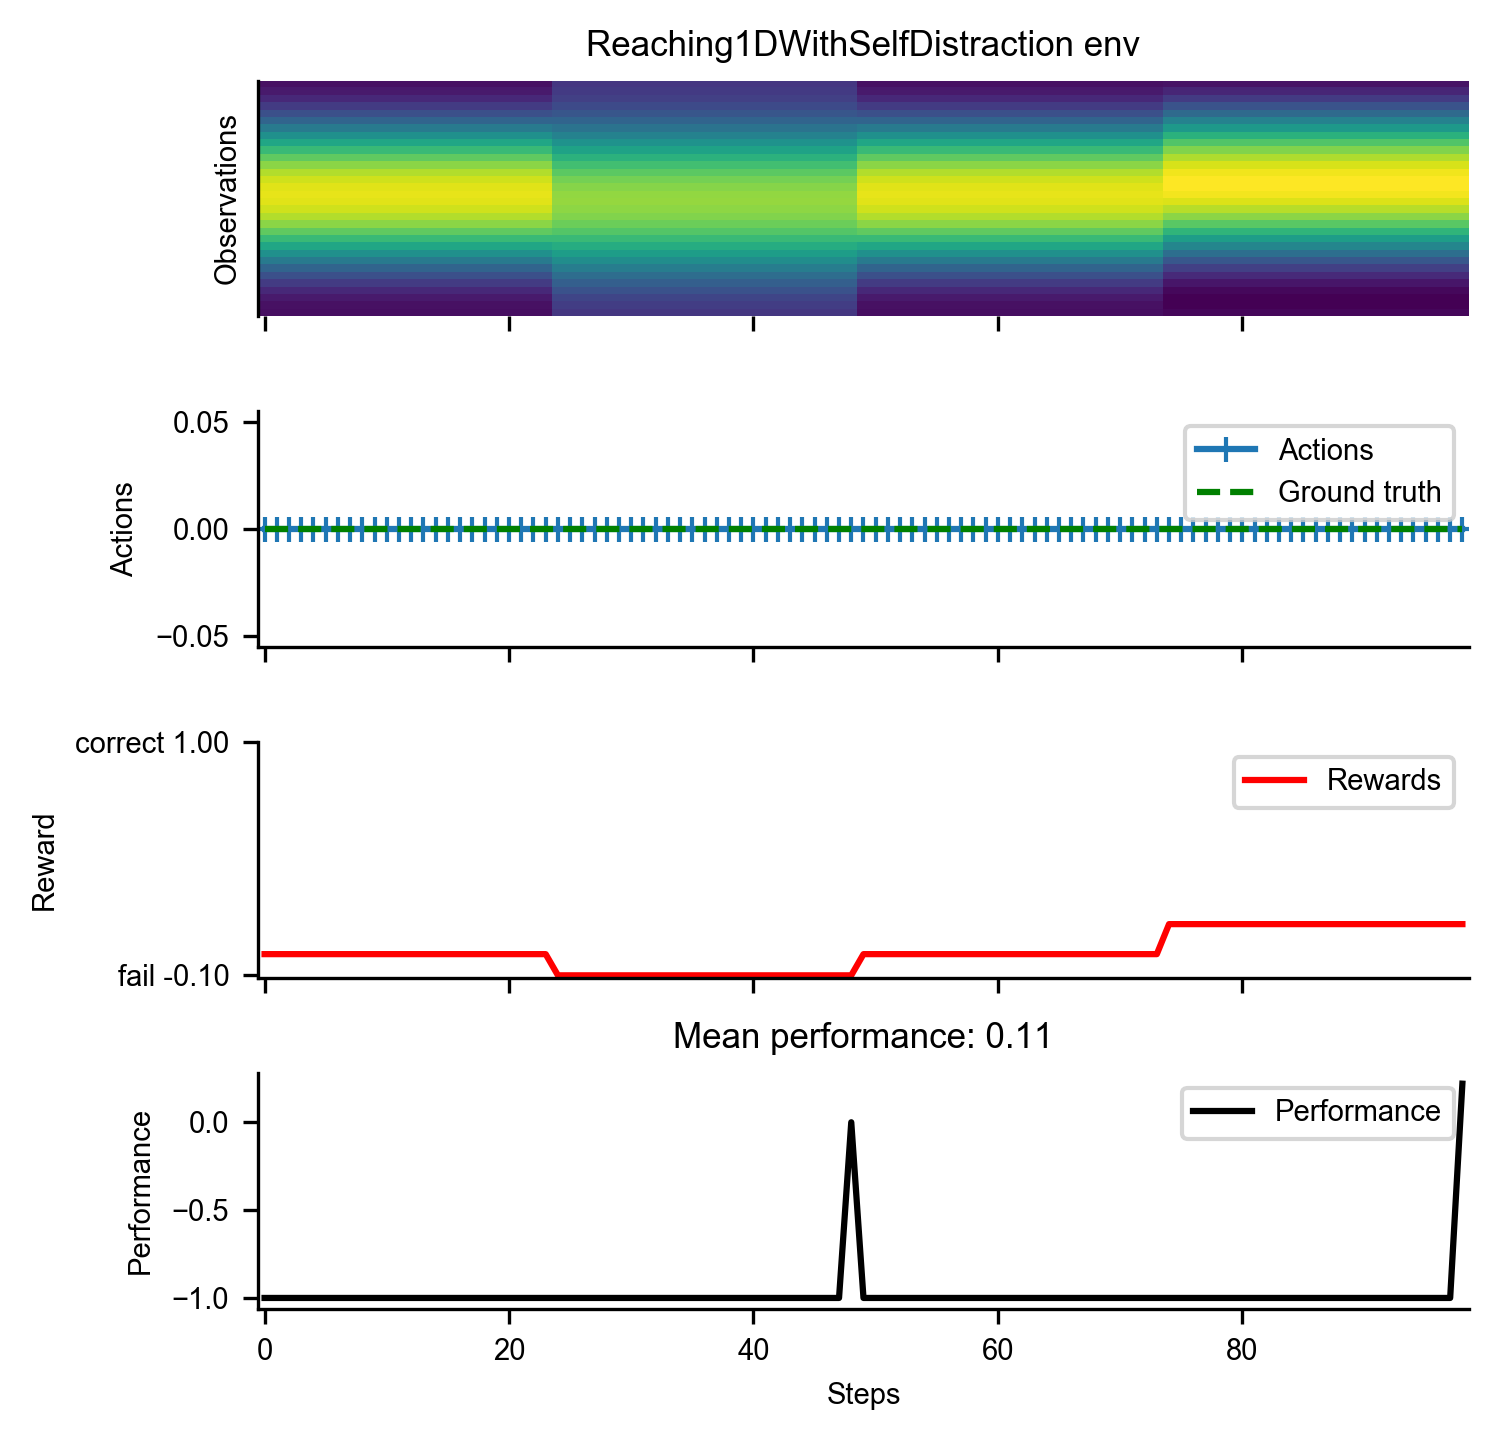 Reaching1DWithSelfDistraction env
Observations
0.05
0.00
−0.05
Actions
Actions
Ground truth
correct 1.00
fail -0.10
Reward
Rewards
Mean performance: 0.11
0.0
−0.5
−1.0
Performance
Performance
0 20 40 60 80
Steps